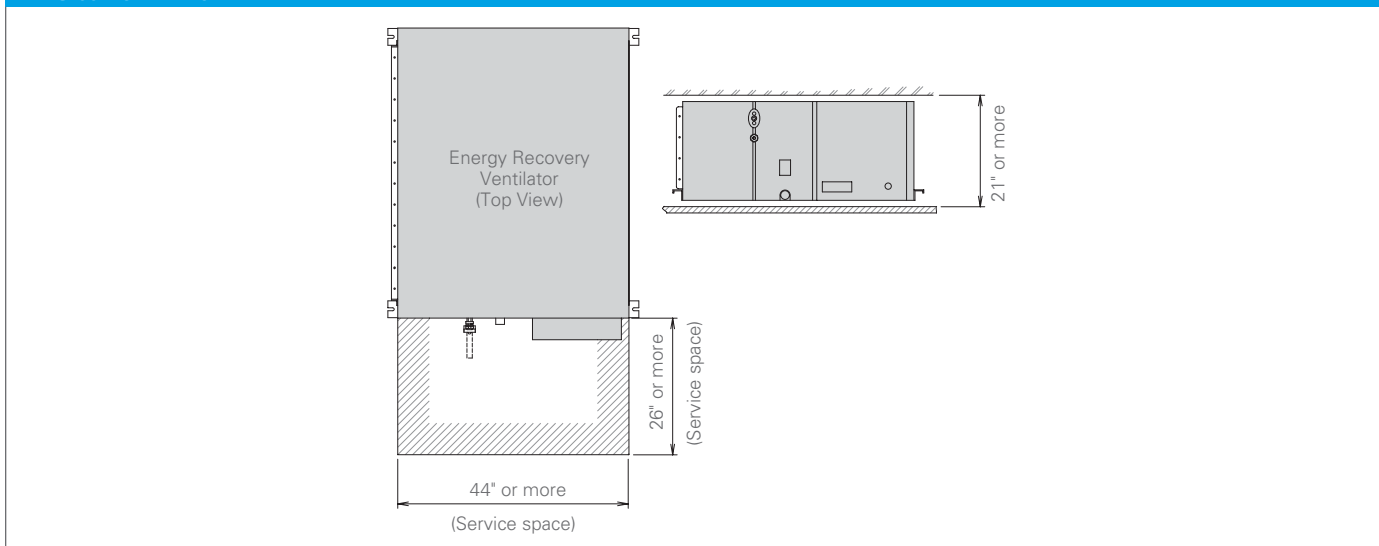 Energy Recovery
Ventilator
(Top View)
21" or more
26" or more
(Service space)
44" or more
(Service space)